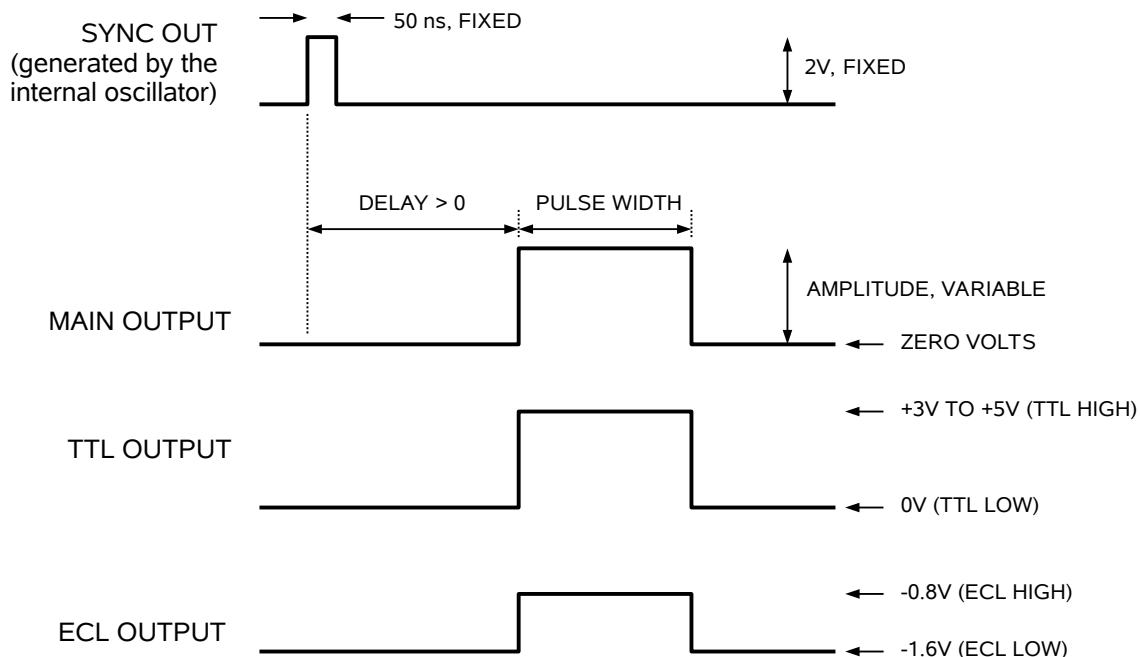 50 ns, FIXED
SYNC OUT
(generated by the
internal oscillator)
2V, FIXED
DELAY > 0
PULSE WIDTH
AMPLITUDE, VARIABLE
MAIN OUTPUT
ZERO VOLTS
+3V TO +5V (TTL HIGH)
TTL OUTPUT
0V (TTL LOW)
-0.8V (ECL HIGH)
ECL OUTPUT
-1.6V (ECL LOW)